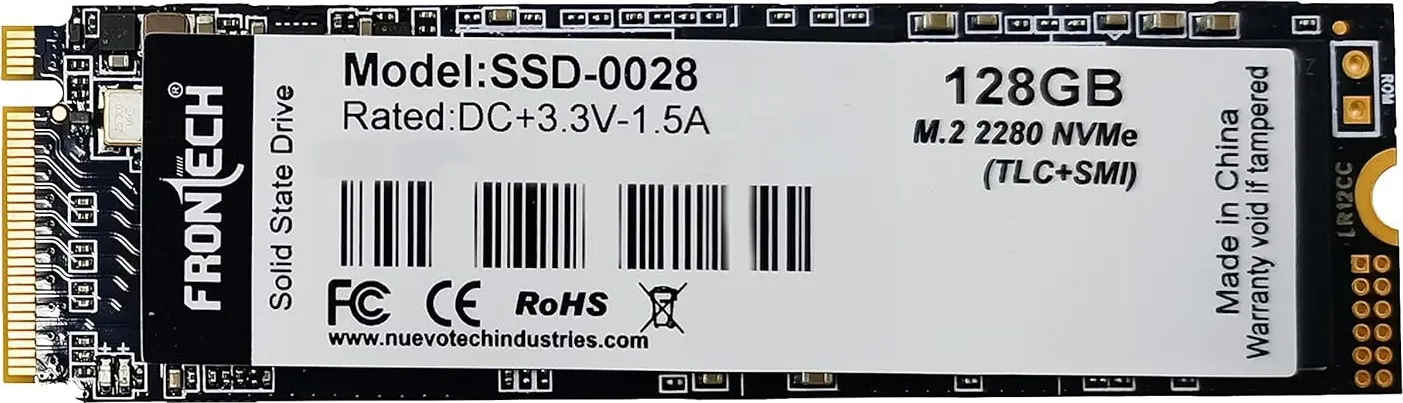 FRONTECH®
Solid State Drive
Model:SSD-0028
Rated:DC+3.3V-1.5A
128GB
M.2 2280 NVMe
(TLC+SMI)
FC CE RoHS
www.nuevotechindustries.com
Made in China
Warranty void if tampered
ROM
LR12CC